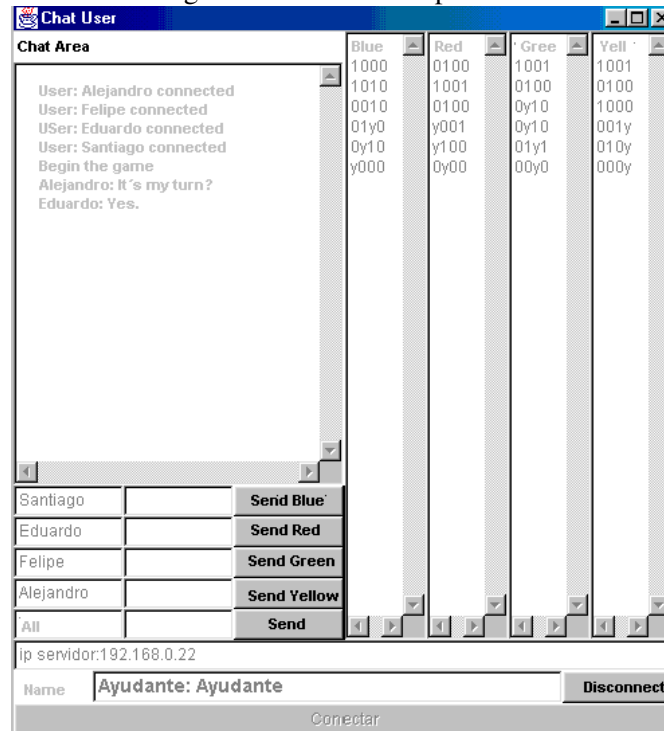 Chat User
Chat Area
User: Alejandro connected
User: Felipe connected
USer: Eduardo connected
User: Santiago connected
Begin the game
Alejandro: It´s my turn?
Eduardo: Yes.
Blue
1000
1010
0010
01y0
0y10
y000
Red
0100
1001
0100
y001
y100
0y00
Gree
1001
0100
0y10
0y10
01y1
00y0
Yell
1001
0100
1000
001y
010y
000y
Santiago
Send Blue
Eduardo
Send Red
Felipe
Send Green
Alejandro
Send Yellow
All
Send
ip servidor:192.168.0.22
Name
Ayudante: Ayudante
Disconnect
Conectar